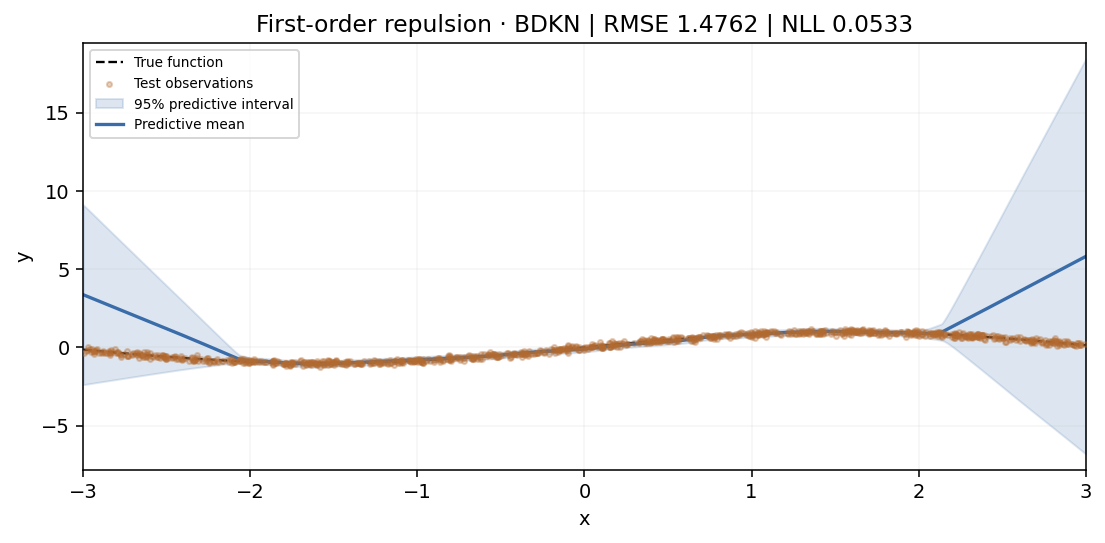 First-order repulsion · BDKN | RMSE 1.4762 | NLL 0.0533
True function
Test observations
95% predictive interval
Predictive mean
15
10
5
0
−5
y
−3
−2
−1
0
1
2
3
x